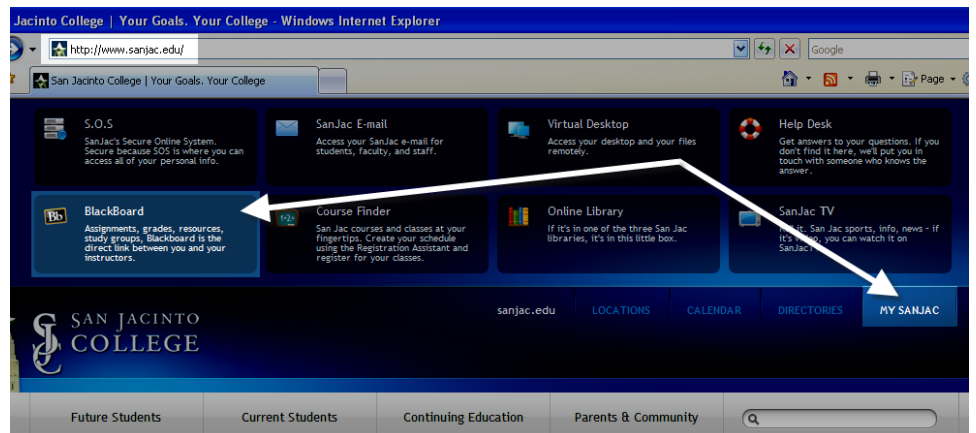 Jacinto College | Your Goals. Your College - Windows Internet Explorer
http://www.sanjac.edu/
Google
San Jacinto College | Your Goals. Your College
Page
S.O.S
SanJac's Secure Online System.
Secure because SOS is where you can
access all of your personal info.
SanJac E-mail
Access your SanJac e-mail for
students, faculty, and staff.
Virtual Desktop
Access your desktop and your files
remotely.
Help Desk
Get answers to your questions. If you
don't find it here, we'll put you in
touch with someone who knows the
answer.
Bb
BlackBoard
Assignments, grades, resources,
study groups, Blackboard is the
direct link between you and your
instructors.
Course Finder
San Jac courses and classes at your
fingertips. Create your schedule
using the Registration Assistant and
register for your classes.
Online Library
If it's in one of the three San Jac
libraries, it's in this little box.
SanJac TV
it. San Jac sports, info, news - if
it's video, you can watch it on
SanJac
SJC
SAN JACINTO
COLLEGE
sanjac.edu LOCATIONS CALENDAR DIRECTORIES MY SANJAC
Future Students Current Students Continuing Education Parents & Community